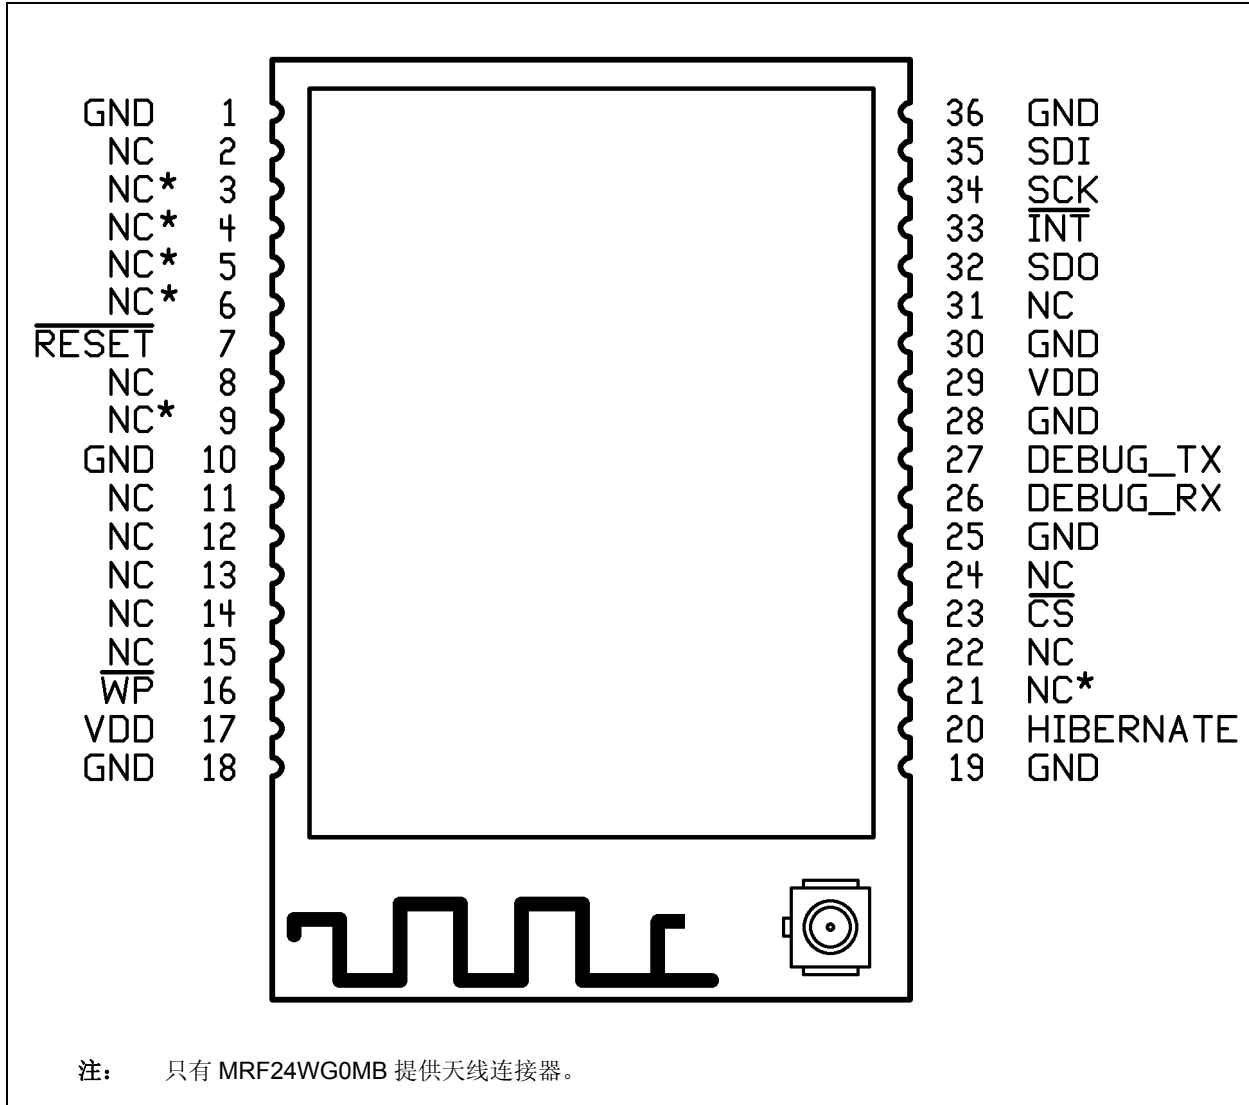 GND 1
NC 2
NC* 3
NC* 4
NC* 5
NC* 6
RESET 7
NC 8
NC* 9
GND 10
NC 11
NC 12
NC 13
NC 14
NC 15
WP 16
VDD 17
GND 18
36 GND
35 SDI
34 SCK
33 INT
32 SDO
31 NC
30 GND
29 VDD
28 GND
27 DEBUG_TX
26 DEBUG_RX
25 GND
24 NC
23 CS
22 NC
21 NC*
20 HIBERNATE
19 GND
注: 只有 MRF24WG0MB 提供天线连接器。